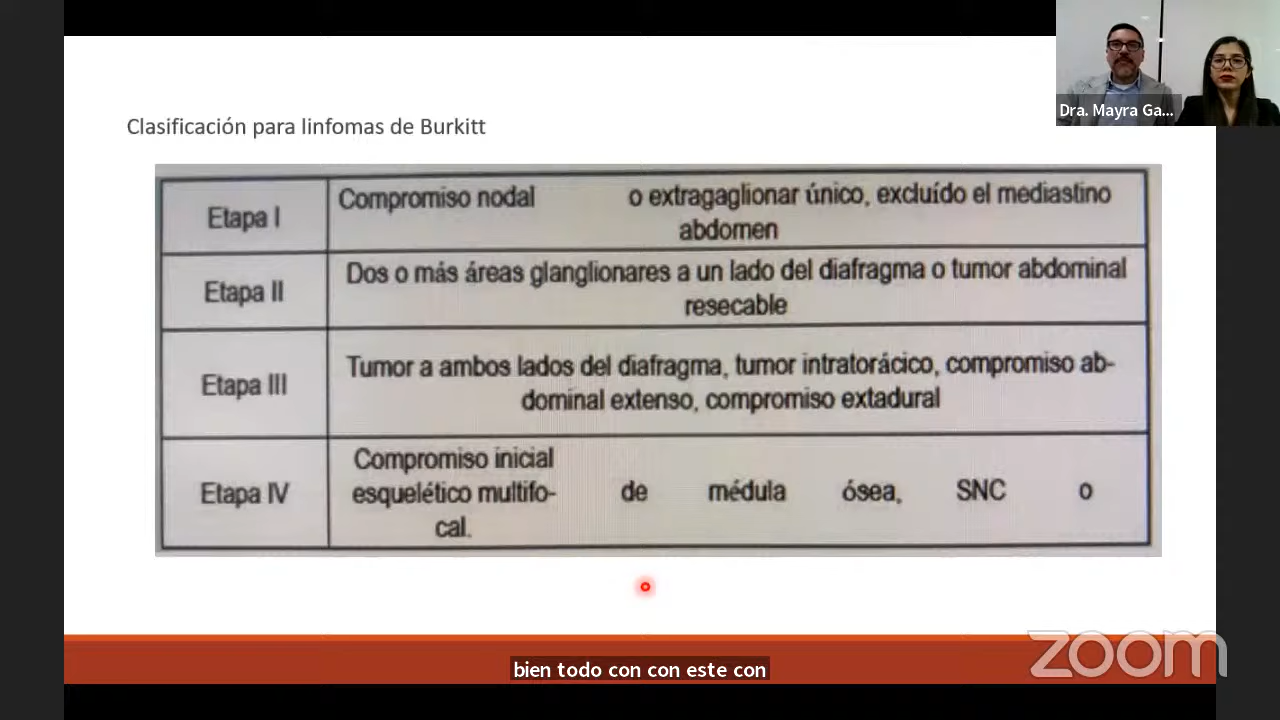 Dra. Mayra Ga...
Clasificación para linfomas de Burkitt
Etapa I
Compromiso nodal o extragaglionar único, excluído el mediastino
abdomen
Etapa II
Dos o más áreas glanglionares a un lado del diafragma o tumor abdominal
resecable
Etapa III
Tumor a ambos lados del diafragma, tumor intratorácico, compromiso ab-
dominal extenso, compromiso extadural
Etapa IV
Compromiso inicial
esquelético multifo- de médula ósea, SNC o
cal.
zoom
bien todo con con este con